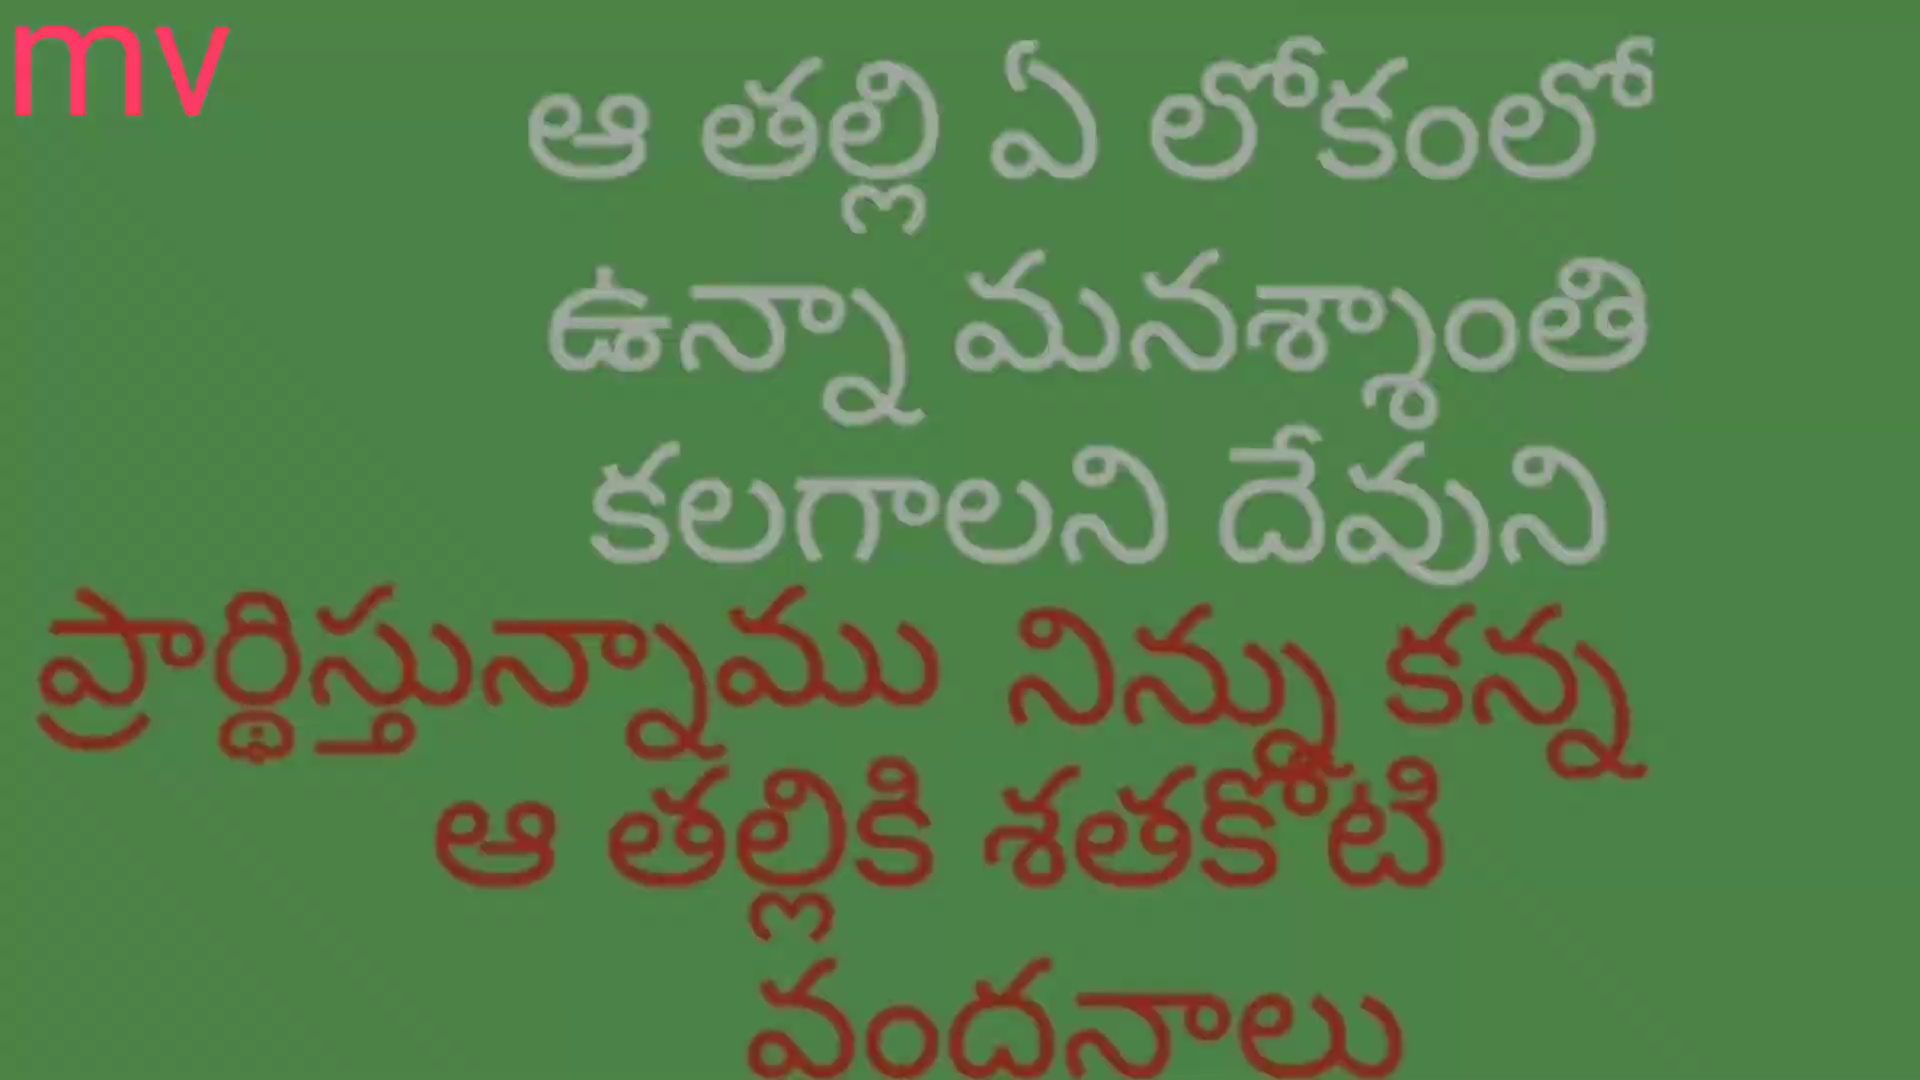 mv
ఆ తల్లి ఏ లోకంలో
ఉన్నా మనశ్శాంతి
కలగాలని దేవుని
ప్రార్థిస్తున్నాము నిన్ను కన్న
ఆ తల్లికి శతకోటి
వందనాలు